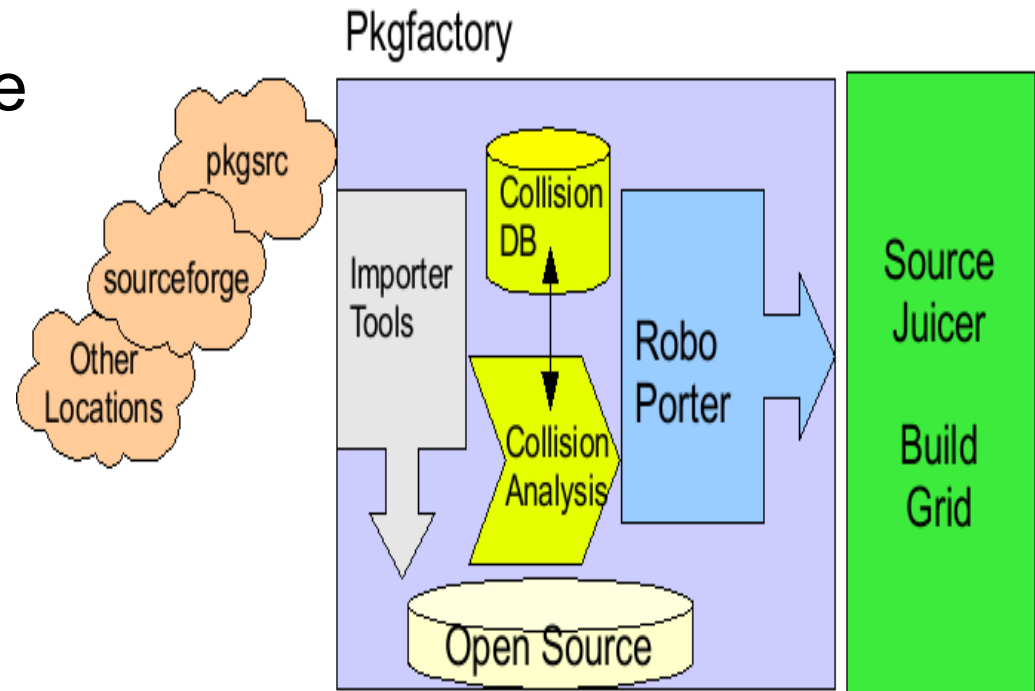 Pkgfactory
e
pkgsrc
sourceforge
Other
Locations
Importer
Tools
Collision
DB
Collision
Analysis
Robo
Porter
Open Source
Source
Juicer
Build
Grid